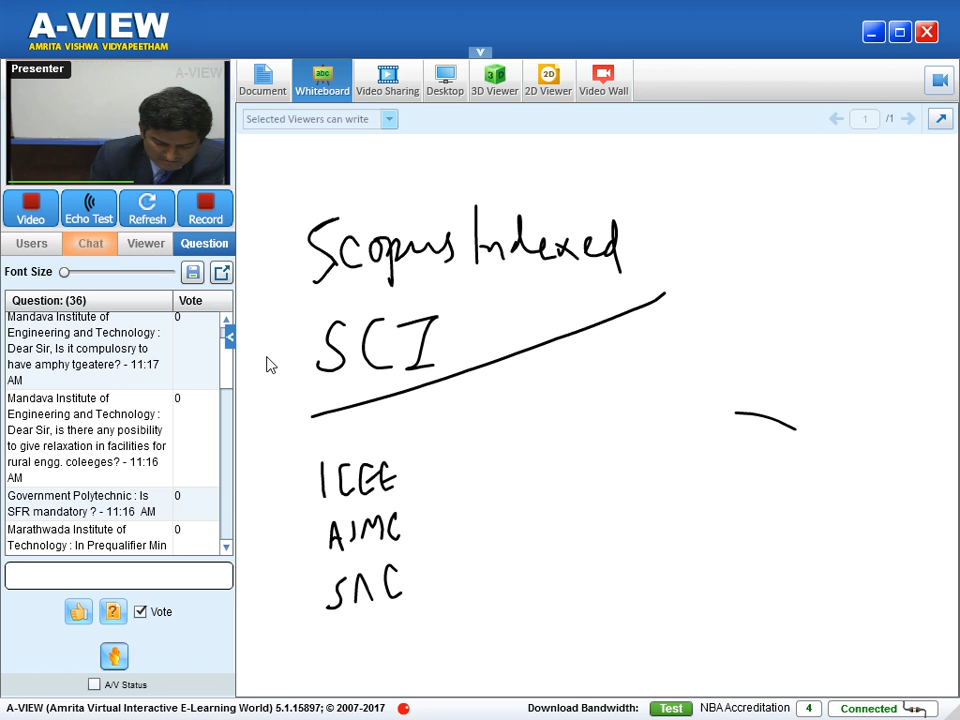 A-VIEW
AMRITA VISHWA VIDYAPEETHAM
Presenter
A-VIEW
Document
abc
Whiteboard
Video Sharing
Desktop
3D
3D Viewer
2D
2D Viewer
Video Wall
Selected Viewers can write
1 /1
Video
Echo Test
Refresh
Record
Users
Chat
Viewer
Question
Font Size
Question: (36) Vote
Mandava Institute of 0
Engineering and Technology :
Dear Sir, Is it compulosry to
have amphy tgeatere? - 11:17
AM
Mandava Institute of 0
Engineering and Technology :
Dear Sir, is there any posibility
to give relaxation in facilities for
rural engg. coleeges? - 11:16
AM
Government Polytechnic : Is 0
SFR mandatory ? - 11:16 AM
Marathwada Institute of 0
Technology : In Prequalifier Min
Vote
A/V Status
Scopus Indexed
SCI
A-VIEW (Amrita Virtual Interactive E-Learning World) 5.1.15897; © 2007-2017
Download Bandwidth: Test NBA Accreditation 4 Connected